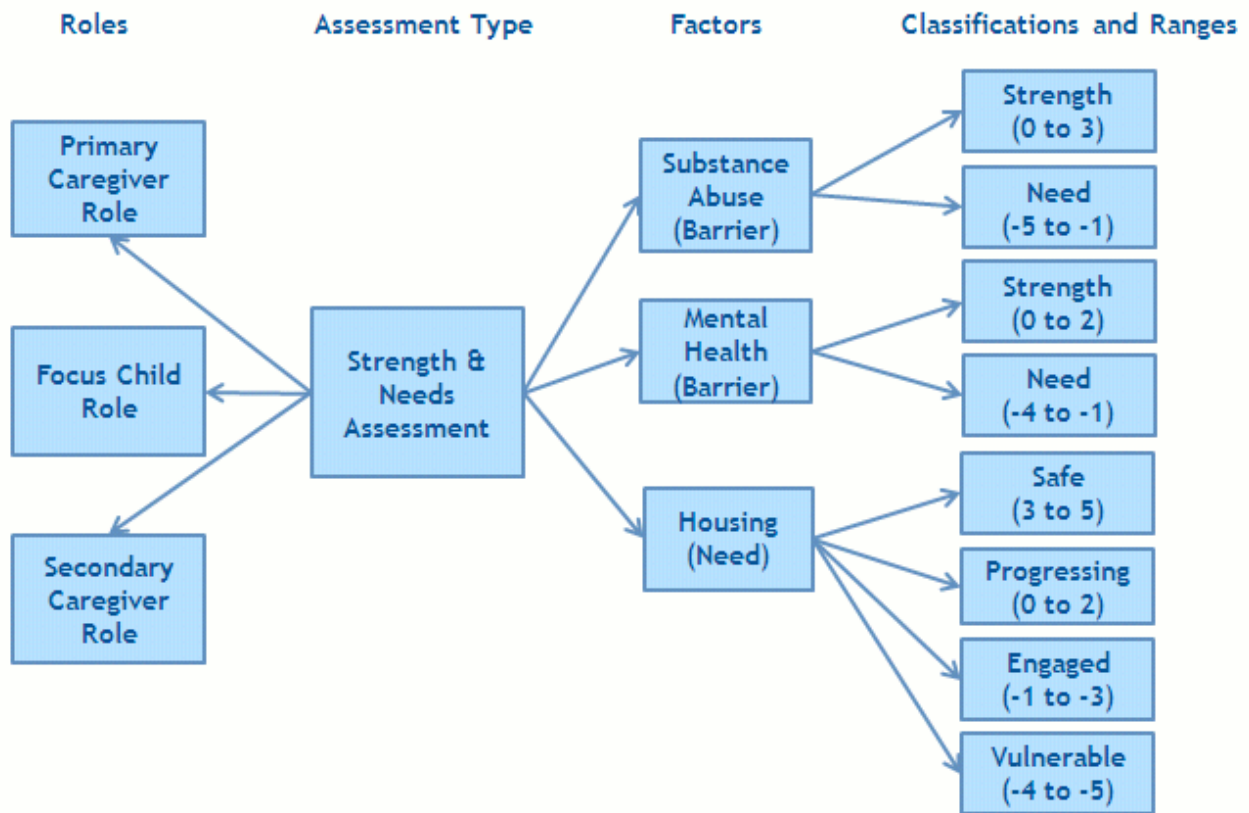 Roles
Assessment Type
Factors
Classifications and Ranges
Primary
Caregiver
Role
Focus Child
Role
Secondary
Caregiver
Role
Strength &
Needs
Assessment
Substance
Abuse
(Barrier)
Mental
Health
(Barrier)
Housing
(Need)
Strength
(0 to 3)
Need
(-5 to -1)
Strength
(0 to 2)
Need
(-4 to -1)
Safe
(3 to 5)
Progressing
(0 to 2)
Engaged
(-1 to -3)
Vulnerable
(-4 to -5)